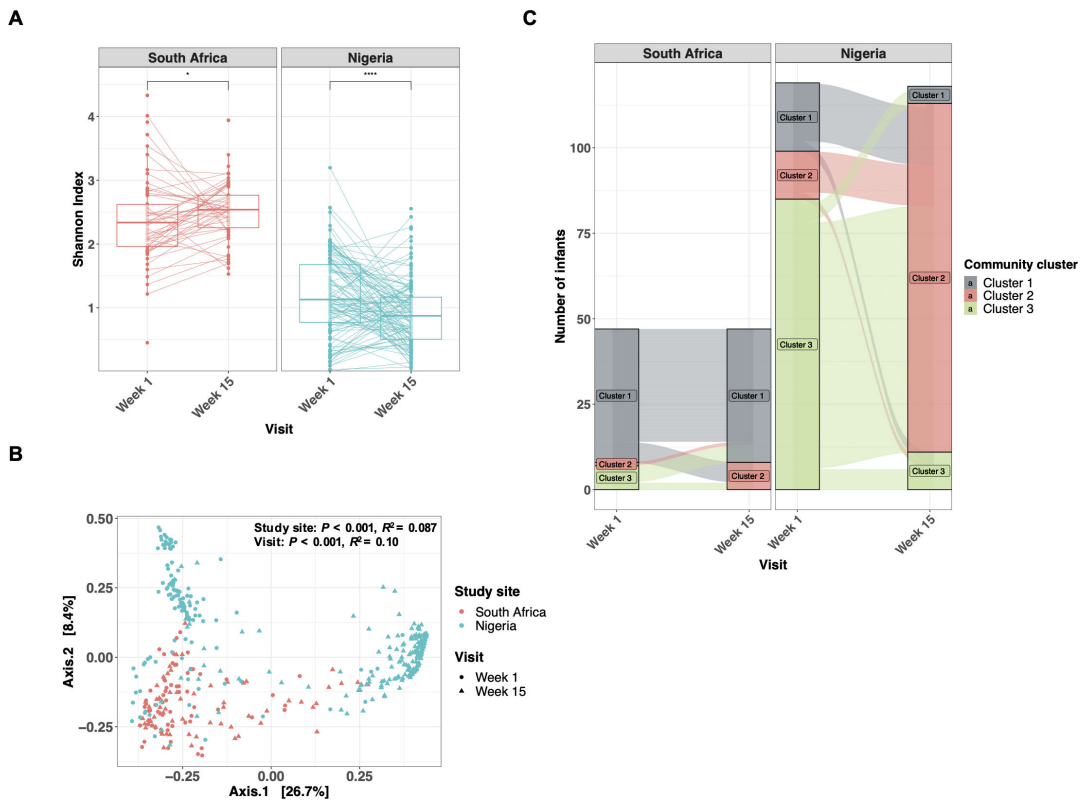 A
South Africa
Nigeria
*
****
4
3
2
1
Shannon Index
Week 1
Week 15
Week 1
Week 15
Visit
B
0.50
0.25
0.00
−0.25
Axis.2 [8.4%]
Study site: P < 0.001, R²= 0.087
Visit: P < 0.001, R²= 0.10
−0.25
0.00
0.25
Axis.1 [26.7%]
Study site
South Africa
Nigeria
Visit
Week 1
Week 15
C
South Africa
Nigeria
100
75
50
25
0
Number of infants
Cluster 1
Cluster 2
Cluster 3
Cluster 1
Cluster 2
Cluster 1
Cluster 2
Cluster 3
Cluster 1
Cluster 2
Cluster 3
Week 1
Week 15
Week 1
Week 15
Visit
Community cluster
a Cluster 1
a Cluster 2
a Cluster 3